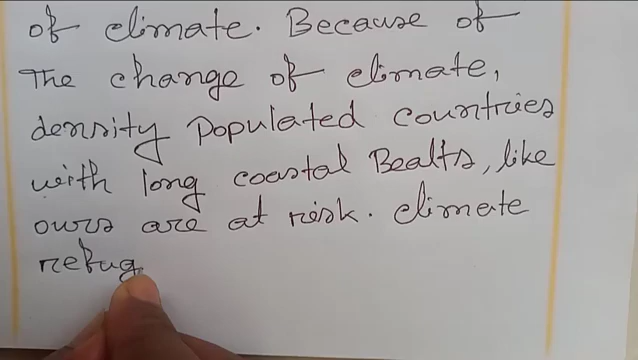 of climate. Because of
The change of climate,
density populated countries
with long coastal Bealts, like
ours are at risk. climate
refug